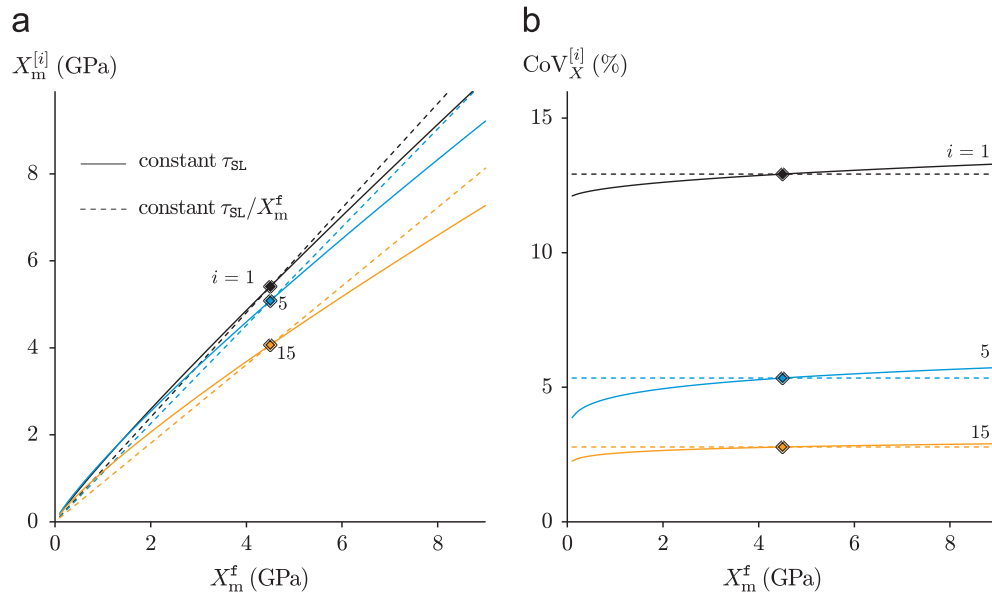 a
X_m^[i] (GPa)
8
6
4
2
0
constant τ_SL
constant τ_SL/X_m^f
i = 1
5
15
0 2 4 6 8
X_m^f (GPa)
b
CoV_X^[i] (%)
15
10
5
0
i = 1
5
15
0 2 4 6 8
X_m^f (GPa)